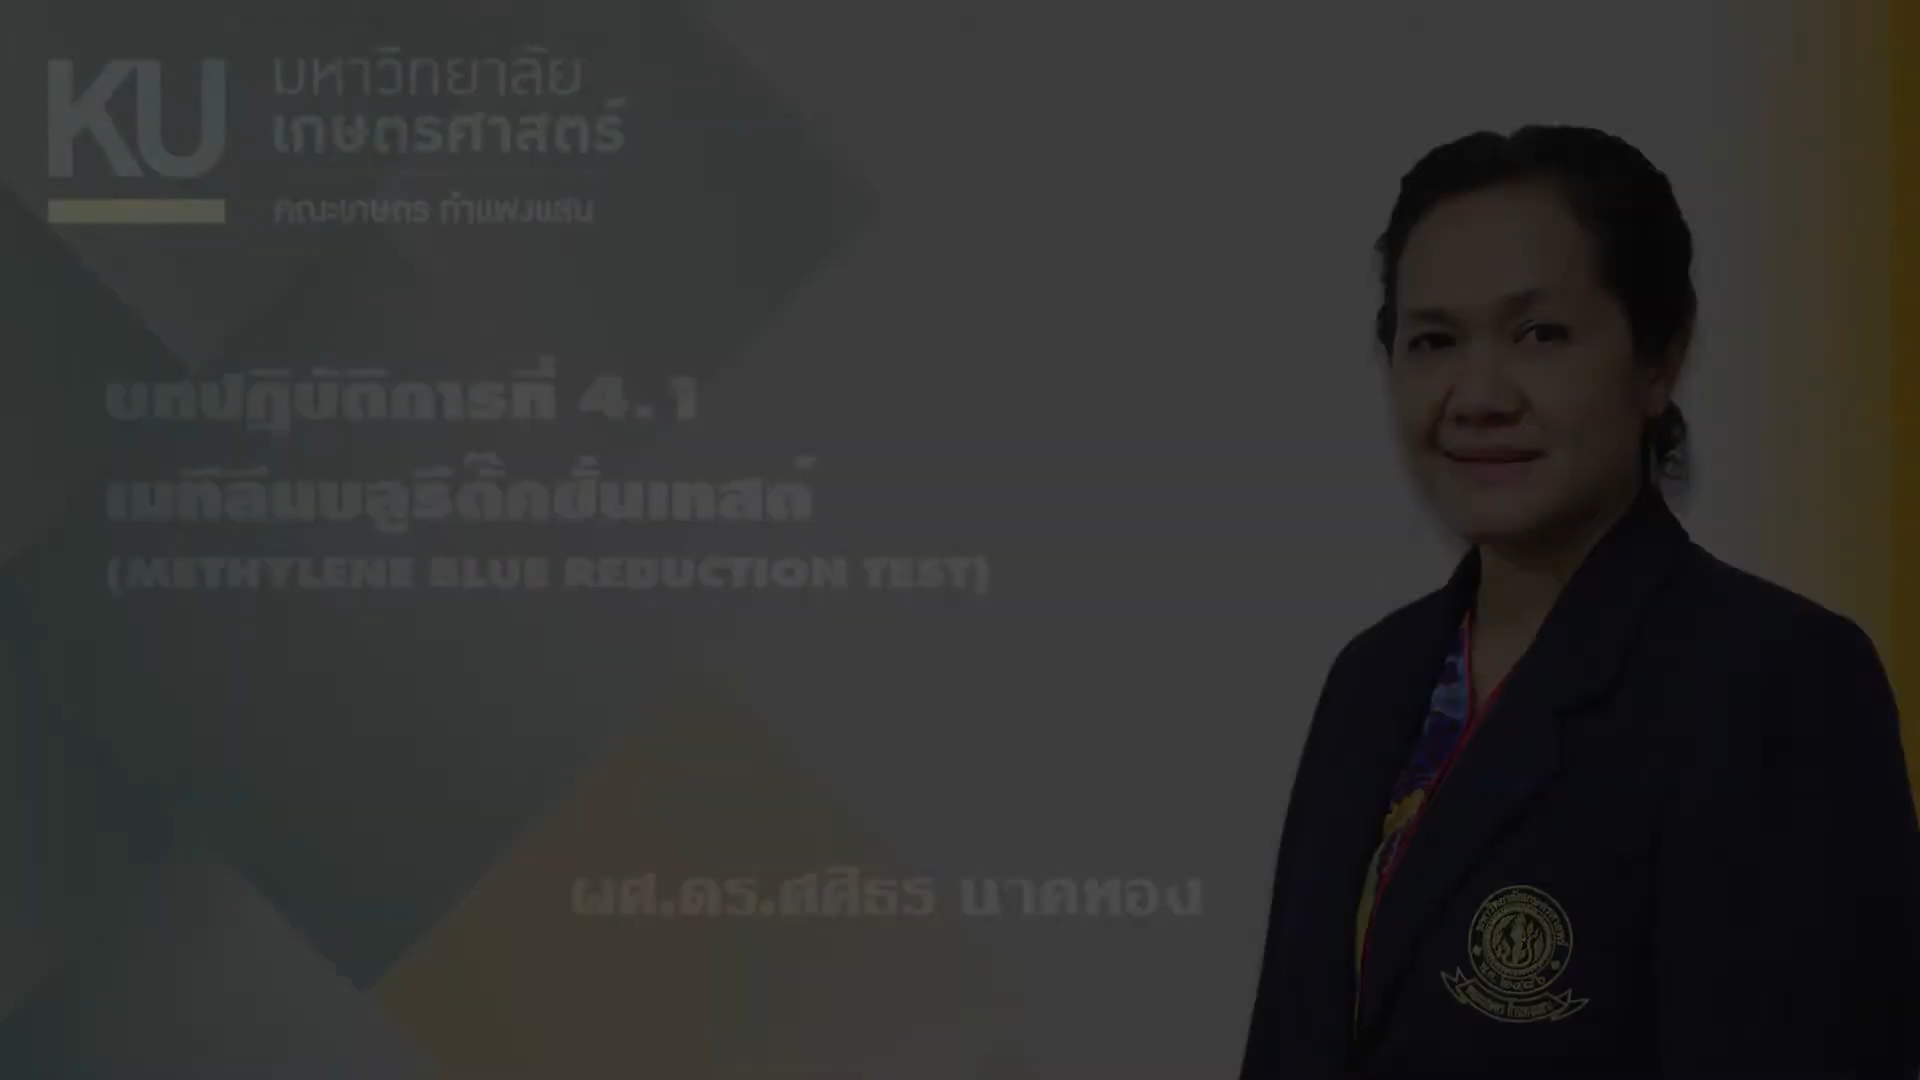 KU
มหาวิทยาลัย
เกษตรศาสตร์
คณะเกษตร กำแพงแสน
บทปฏิบัติการที่ 4.1
เมทิลีนบลูรีดั๊กชั่นเทสต์
(METHYLENE BLUE REDUCTION TEST)
ผศ.ดร.ศศิธร นาคทอง